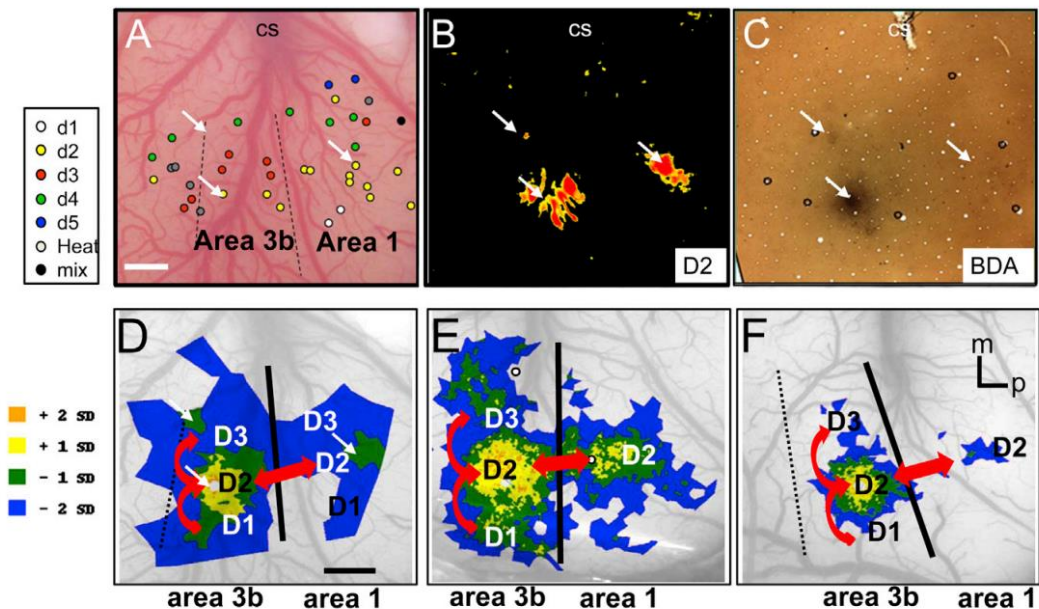 A
CS
Area 3b
Area 1
B
CS
D2
C
CS
BDA
d1
d2
d3
d4
d5
Heat
mix
D
D3
D3
D2
D2
D1
D1
area 3b area 1
E
D3
D2
D2
D1
area 3b area 1
F
m
p
D3
D2
D2
D1
area 3b area 1
+ 2 SD
+ 1 SD
- 1 SD
- 2 SD